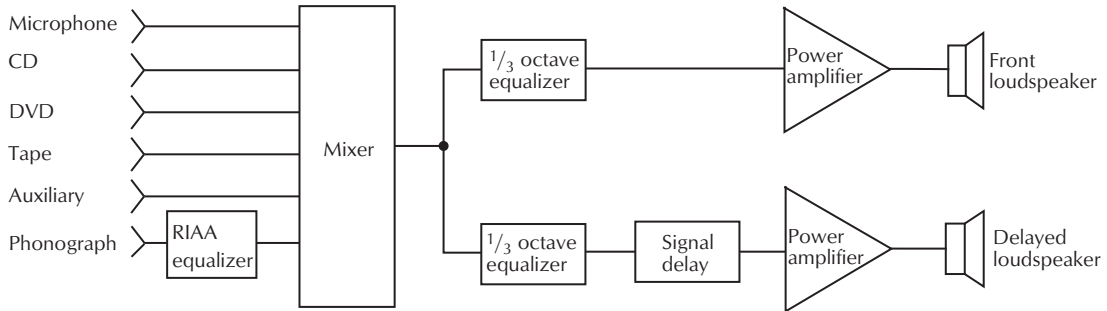 Microphone
CD
DVD
Tape
Auxiliary
Phonograph
RIAA
equalizer
Mixer
1/3 octave
equalizer
Power
amplifier
Front
loudspeaker
1/3 octave
equalizer
Signal
delay
Power
amplifier
Delayed
loudspeaker